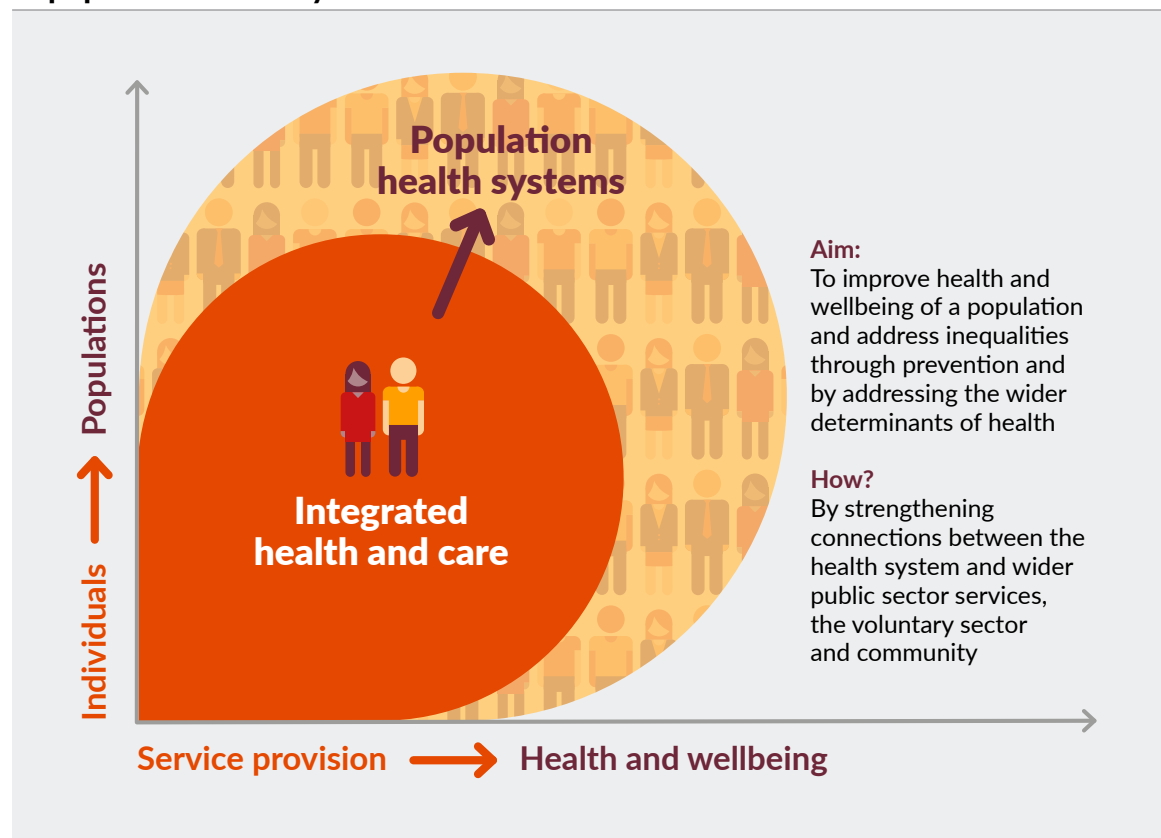 Population
health systems
Integrated
health and care
Individuals → Populations
Service provision → Health and wellbeing
Aim:
To improve health and
wellbeing of a population
and address inequalities
through prevention and
by addressing the wider
determinants of health
How?
By strengthening
connections between the
health system and wider
public sector services,
the voluntary sector
and community